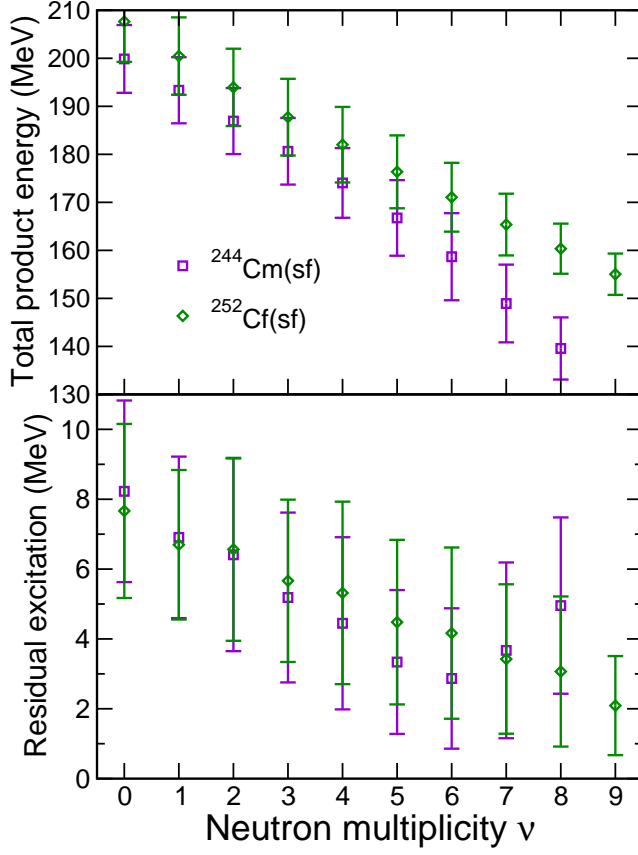 Total product energy (MeV)
210
200
190
180
170
160
150
140
130
²⁴⁴Cm(sf)
²⁵²Cf(sf)
Residual excitation (MeV)
10
8
6
4
2
0
0 1 2 3 4 5 6 7 8 9
Neutron multiplicity ν